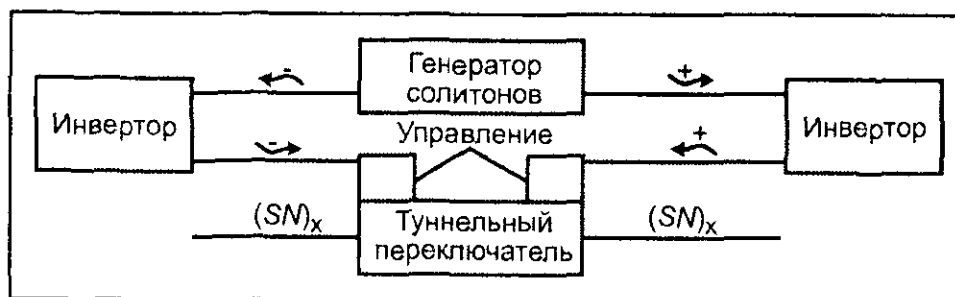 Генератор
солитонов
-
+
Инвертор
Инвертор
Управление
-
+
(SN)x
(SN)x
Туннельный
переключатель